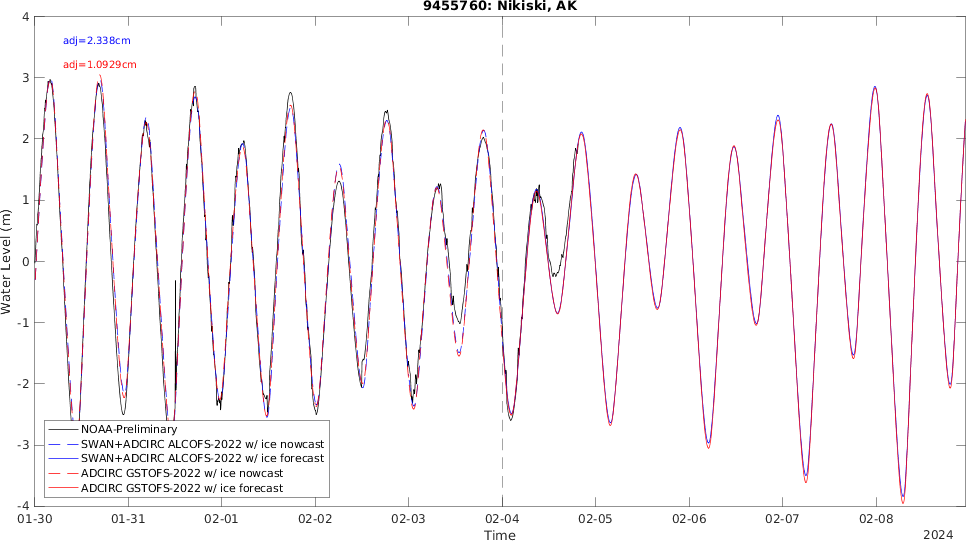 9455760: Nikiski, AK
adj=2.338cm
adj=1.0929cm
4
3
2
1
0
-1
-2
-3
-4
Water Level (m)
NOAA-Preliminary
SWAN+ADCIRC ALCOFS-2022 w/ ice nowcast
SWAN+ADCIRC ALCOFS-2022 w/ ice forecast
ADCIRC GSTOFS-2022 w/ ice nowcast
ADCIRC GSTOFS-2022 w/ ice forecast
01-30 01-31 02-01 02-02 02-03 02-04 02-05 02-06 02-07 02-08
Time
2024